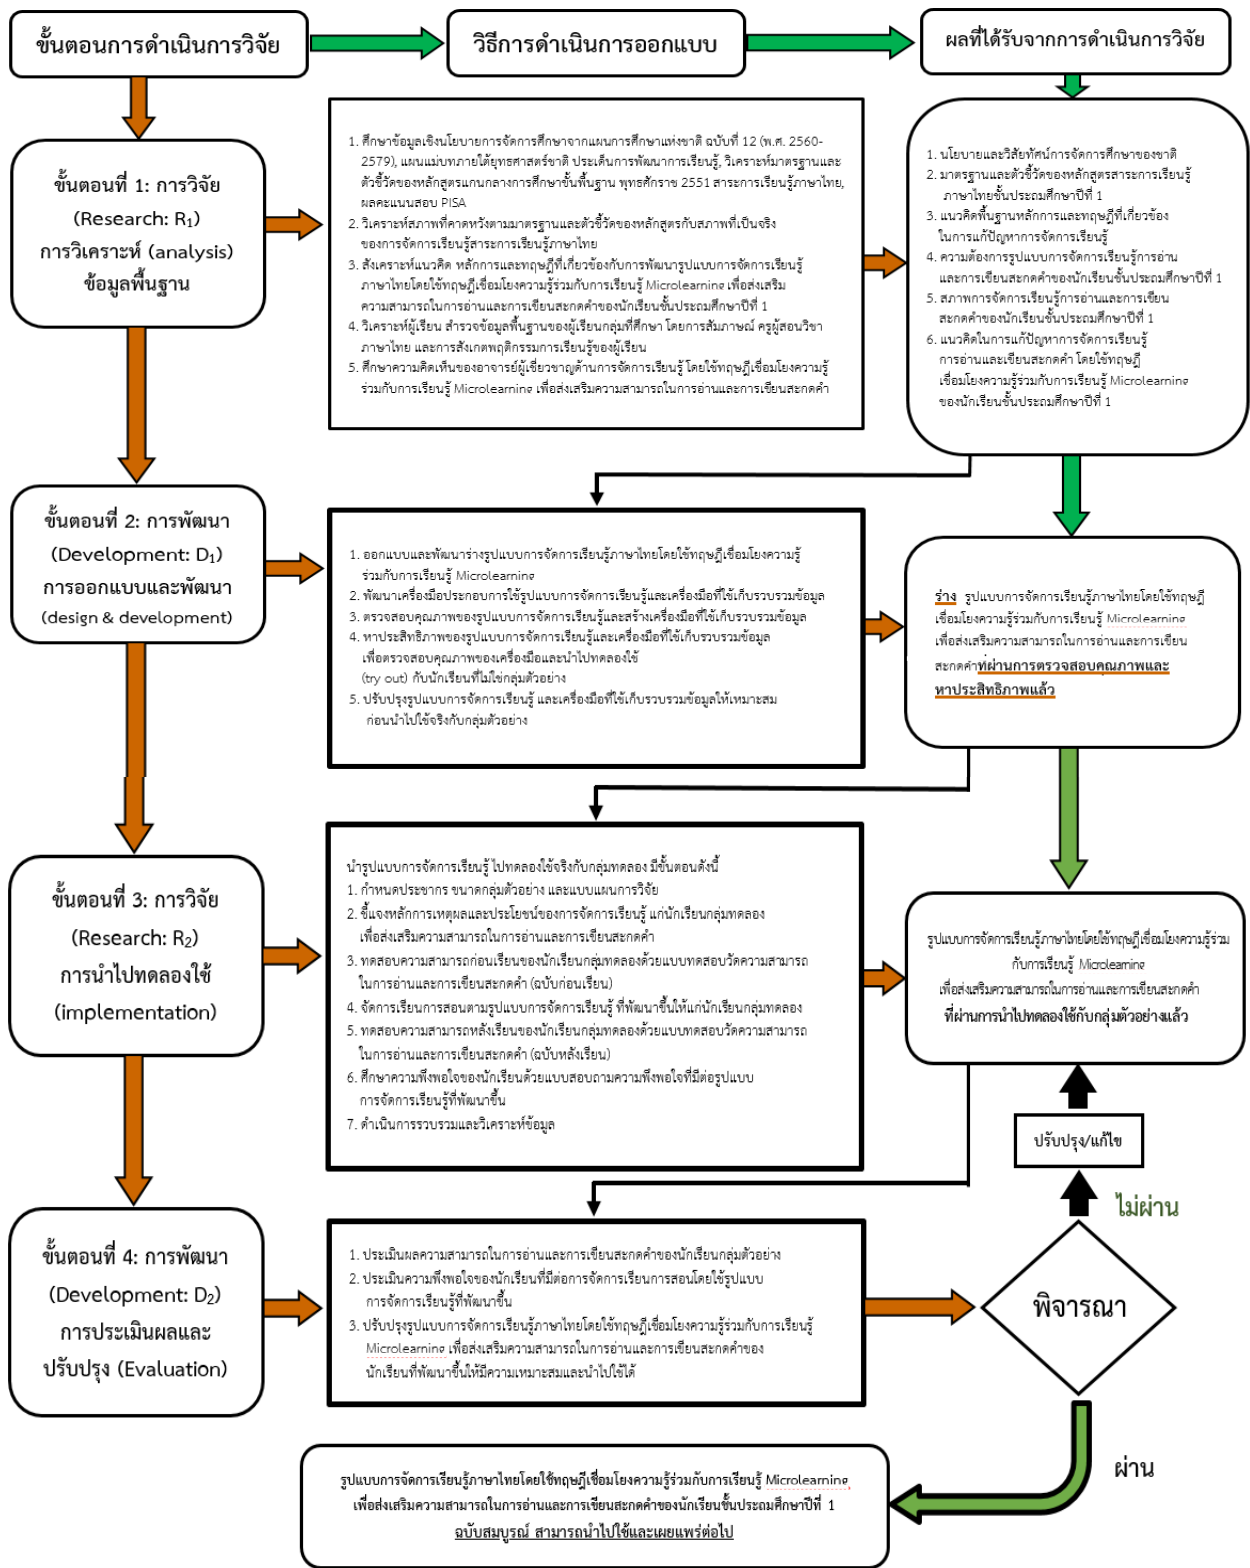 ขั้นตอนการดำเนินการวิจัย
วิธีการดำเนินการออกแบบ
ผลที่ได้รับจากการดำเนินการวิจัย
ขั้นตอนที่ 1: การวิจัย
(Research: R1)
การวิเคราะห์ (analysis)
ข้อมูลพื้นฐาน
1. ศึกษาข้อมูลเชิงนโยบายการจัดการศึกษาจากแผนการศึกษาแห่งชาติ ฉบับที่ 12 (พ.ศ. 2560-
2579), แผนแม่บทภายใต้ยุทธศาสตร์ชาติ ประเด็นการพัฒนาการเรียนรู้, วิเคราะห์มาตรฐานและ
ตัวชี้วัดของหลักสูตรแกนกลางการศึกษาขั้นพื้นฐาน พุทธศักราช 2551 สาระการเรียนรู้ภาษาไทย,
ผลคะแนนสอบ PISA
2. วิเคราะห์สภาพที่คาดหวังตามมาตรฐานและตัวชี้วัดของหลักสูตรกับสภาพที่เป็นจริง
ของการจัดการเรียนรู้สาระการเรียนรู้ภาษาไทย
3. สังเคราะห์แนวคิด หลักการและทฤษฎีที่เกี่ยวข้องกับการพัฒนารูปแบบการจัดการเรียนรู้
ภาษาไทยโดยใช้ทฤษฎีเชื่อมโยงความรู้ร่วมกับการเรียนรู้ Microlearning เพื่อส่งเสริม
ความสามารถในการอ่านและการเขียนสะกดคำของนักเรียนชั้นประถมศึกษาปีที่ 1
4. วิเคราะห์ผู้เรียน สำรวจข้อมูลพื้นฐานของผู้เรียนกลุ่มที่ศึกษา โดยการสัมภาษณ์ ครูผู้สอนวิชา
ภาษาไทย และการสังเกตพฤติกรรมการเรียนรู้ของผู้เรียน
5. ศึกษาความคิดเห็นของอาจารย์ผู้เชี่ยวชาญด้านการจัดการเรียนรู้ โดยใช้ทฤษฎีเชื่อมโยงความรู้
ร่วมกับการเรียนรู้ Microlearning เพื่อส่งเสริมความสามารถในการอ่านและการเขียนสะกดคำ
1. นโยบายและวิสัยทัศน์การจัดการศึกษาของชาติ
2. มาตรฐานและตัวชี้วัดของหลักสูตรสาระการเรียนรู้
ภาษาไทยชั้นประถมศึกษาปีที่ 1
3. แนวคิดพื้นฐานหลักการและทฤษฎีที่เกี่ยวข้อง
ในการแก้ปัญหาการจัดการเรียนรู้
4. ความต้องการรูปแบบการจัดการเรียนรู้การอ่าน
และการเขียนสะกดคำของนักเรียนชั้นประถมศึกษาปีที่ 1
5. สภาพการจัดการเรียนรู้การอ่านและการเขียน
สะกดคำของนักเรียนชั้นประถมศึกษาปีที่ 1
6. แนวคิดในการแก้ปัญหาการจัดการเรียนรู้
การอ่านและเขียนสะกดคำ โดยใช้ทฤษฎี
เชื่อมโยงความรู้ร่วมกับการเรียนรู้ Microlearning
ของนักเรียนชั้นประถมศึกษาปีที่ 1
ขั้นตอนที่ 2: การพัฒนา
(Development: D1)
การออกแบบและพัฒนา
(design & development)
1. ออกแบบและพัฒนาร่างรูปแบบการจัดการเรียนรู้ภาษาไทยโดยใช้ทฤษฎีเชื่อมโยงความรู้
ร่วมกับการเรียนรู้ Microlearning
2. พัฒนาเครื่องมือประกอบการใช้รูปแบบการจัดการเรียนรู้และเครื่องมือที่ใช้เก็บรวบรวมข้อมูล
3. ตรวจสอบคุณภาพของรูปแบบการจัดการเรียนรู้และสร้างเครื่องมือที่ใช้เก็บรวบรวมข้อมูล
4. หาประสิทธิภาพของรูปแบบการจัดการเรียนรู้และเครื่องมือที่ใช้เก็บรวบรวมข้อมูล
เพื่อตรวจสอบคุณภาพของเครื่องมือและนำไปทดลองใช้
(try out) กับนักเรียนที่ไม่ใช่กลุ่มตัวอย่าง
5. ปรับปรุงรูปแบบการจัดการเรียนรู้ และเครื่องมือที่ใช้เก็บรวบรวมข้อมูลให้เหมาะสม
ก่อนนำไปใช้จริงกับกลุ่มตัวอย่าง
ร่าง รูปแบบการจัดการเรียนรู้ภาษาไทยโดยใช้ทฤษฎี
เชื่อมโยงความรู้ร่วมกับการเรียนรู้ Microlearning
เพื่อส่งเสริมความสามารถในการอ่านและการเขียน
สะกดคำที่ผ่านการตรวจสอบคุณภาพและ
หาประสิทธิภาพแล้ว
ขั้นตอนที่ 3: การวิจัย
(Research: R2)
การนำไปทดลองใช้
(implementation)
นำรูปแบบการจัดการเรียนรู้ ไปทดลองใช้จริงกับกลุ่มทดลอง มีขั้นตอนดังนี้
1. กำหนดประชากร ขนาดกลุ่มตัวอย่าง และแบบแผนการวิจัย
2. ชี้แจงหลักการเหตุผลและประโยชน์ของการจัดการเรียนรู้ แก่นักเรียนกลุ่มทดลอง
เพื่อส่งเสริมความสามารถในการอ่านและการเขียนสะกดคำ
3. ทดสอบความสามารถก่อนเรียนของนักเรียนกลุ่มทดลองด้วยแบบทดสอบวัดความสามารถ
ในการอ่านและการเขียนสะกดคำ (ฉบับก่อนเรียน)
4. จัดการเรียนการสอนตามรูปแบบการจัดการเรียนรู้ ที่พัฒนาขึ้นให้แก่นักเรียนกลุ่มทดลอง
5. ทดสอบความสามารถหลังเรียนของนักเรียนกลุ่มทดลองด้วยแบบทดสอบวัดความสามารถ
ในการอ่านและการเขียนสะกดคำ (ฉบับหลังเรียน)
6. ศึกษาความพึงพอใจของนักเรียนด้วยแบบสอบถามความพึงพอใจที่มีต่อรูปแบบ
การจัดการเรียนรู้ที่พัฒนาขึ้น
7. ดำเนินการรวบรวมและวิเคราะห์ข้อมูล
รูปแบบการจัดการเรียนรู้ภาษาไทยโดยใช้ทฤษฎีเชื่อมโยงความรู้ร่วม
กับการเรียนรู้ Microlearning
เพื่อส่งเสริมความสามารถในการอ่านและการเขียนสะกดคำ
ที่ผ่านการนำไปทดลองใช้กับกลุ่มตัวอย่างแล้ว
ปรับปรุง/แก้ไข
ไม่ผ่าน
ขั้นตอนที่ 4: การพัฒนา
(Development: D2)
การประเมินผลและ
ปรับปรุง (Evaluation)
1. ประเมินผลความสามารถในการอ่านและการเขียนสะกดคำของนักเรียนกลุ่มตัวอย่าง
2. ประเมินความพึงพอใจของนักเรียนที่มีต่อการจัดการเรียนการสอนโดยใช้รูปแบบ
การจัดการเรียนรู้ที่พัฒนาขึ้น
3. ปรับปรุงรูปแบบการจัดการเรียนรู้ภาษาไทยโดยใช้ทฤษฎีเชื่อมโยงความรู้ร่วมกับการเรียนรู้
Microlearning เพื่อส่งเสริมความสามารถในการอ่านและการเขียนสะกดคำของ
นักเรียนที่พัฒนาขึ้นให้มีความเหมาะสมและนำไปใช้ได้
พิจารณา
ผ่าน
รูปแบบการจัดการเรียนรู้ภาษาไทยโดยใช้ทฤษฎีเชื่อมโยงความรู้ร่วมกับการเรียนรู้ Microlearning
เพื่อส่งเสริมความสามารถในการอ่านและการเขียนสะกดคำของนักเรียนชั้นประถมศึกษาปีที่ 1
ฉบับสมบูรณ์ สามารถนำไปใช้และเผยแพร่ต่อไป